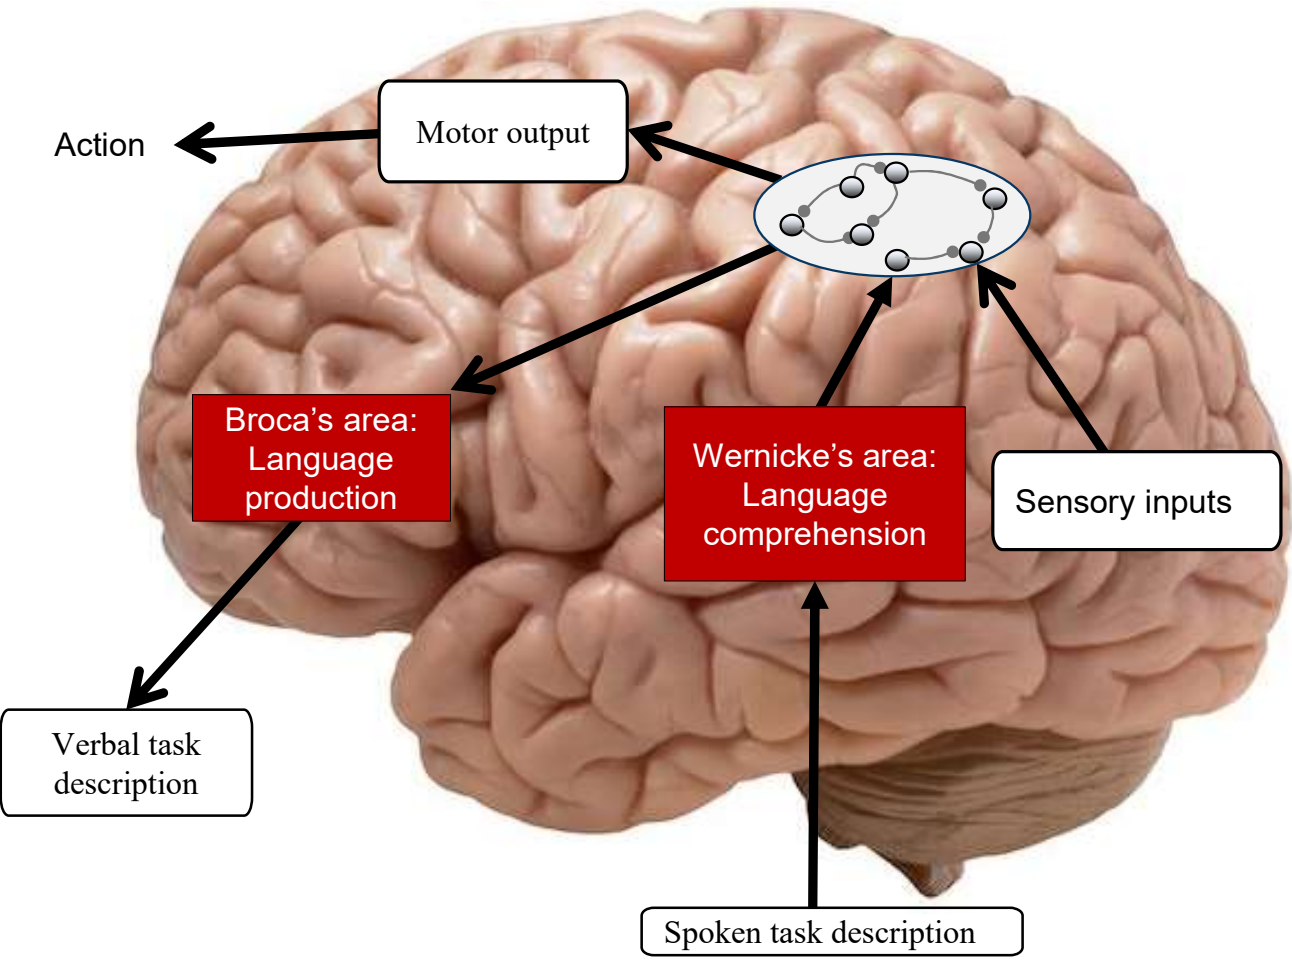 Motor output
Action
Broca’s area:
Language
production
Wernicke’s area:
Language
comprehension
Sensory inputs
Verbal task
description
Spoken task description